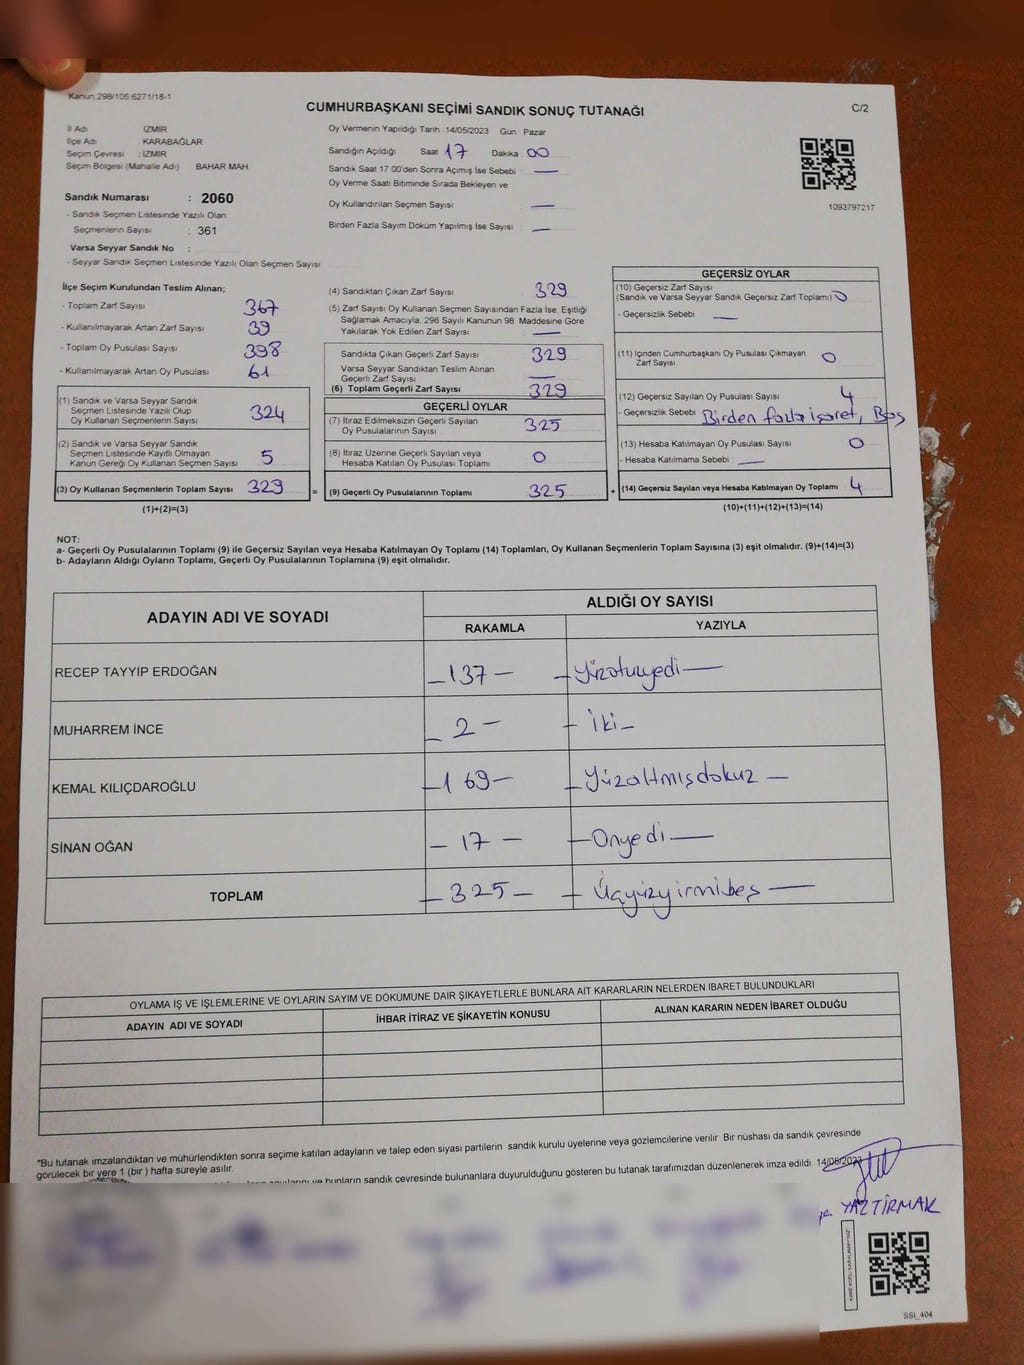 Kanun:298/105:6271/18-1
CUMHURBAŞKANI SEÇİMİ SANDIK SONUÇ TUTANAĞI
C/2
İl Adı İZMİR
İlçe Adı KARABAĞLAR
Seçim Çevresi : İZMİR
Seçim Bölgesi (Mahalle Adı) : BAHAR MAH.
Oy Vermenin Yapıldığı Tarih :14/05/2023 Gün Pazar
Sandığın Açıldığı Saat 17 Dakika 00
Sandık Saat 17.00'den Sonra Açımış İse Sebebi : —
Oy Verme Saati Bitiminde Sırada Bekleyen ve
Oy Kullandırılan Seçmen Sayısı : —
Birden Fazla Sayım Döküm Yapılmış İse Sayısı : —
1093797217
Sandık Numarası : 2060
- Sandık Seçmen Listesinde Yazılı Olan
Seçmenlerin Sayısı : 361
Varsa Seyyar Sandık No :
- Seyyar Sandık Seçmen Listesinde Yazılı Olan Seçmen Sayısı:
İlçe Seçim Kurulundan Teslim Alınan;
- Toplam Zarf Sayısı 367
- Kullanılmayarak Artan Zarf Sayısı 39
- Toplam Oy Pusulası Sayısı 398
- Kullanılmayarak Artan Oy Pusulası 61
(1) Sandık ve Varsa Seyyar Sandık
Seçmen Listesinde Yazılı Olup
Oy Kullanan Seçmenlerin Sayısı 324
(2) Sandık ve Varsa Seyyar Sandık
Seçmen Listesinde Kayıtlı Olmayan
Kanun Gereği Oy Kullanan Seçmen Sayısı 5
(3) Oy Kullanan Seçmenlerin Toplam Sayısı 329 =
(1)+(2)=(3)
(4) Sandıktan Çıkan Zarf Sayısı 329
(5) Zarf Sayısı Oy Kullanan Seçmen Sayısından Fazla İse, Eşitliği
Sağlamak Amacıyla; 298 Sayılı Kanunun 98. Maddesine Göre
Yakılarak Yok Edilen Zarf Sayısı : —
Sandıkta Çıkan Geçerli Zarf Sayısı 329
Varsa Seyyar Sandıktan Teslim Alınan
Geçerli Zarf Sayısı —
(6) Toplam Geçerli Zarf Sayısı 329
GEÇERLİ OYLAR
(7) İtiraz Edilmeksizin Geçerli Sayılan
Oy Pusulalarının Sayısı 325
(8) İtiraz Üzerine Geçerli Sayılan veya
Hesaba Katılan Oy Pusulası Toplamı 0
(9) Geçerli Oy Pusulalarının Toplamı 325 +
GEÇERSİZ OYLAR
(10) Geçersiz Zarf Sayısı
(Sandık ve Varsa Seyyar Sandık Geçersiz Zarf Toplamı) 0
- Geçersizlik Sebebi : —
(11) İçinden Cumhurbaşkanı Oy Pusulası Çıkmayan
Zarf Sayısı 0
(12) Geçersiz Sayılan Oy Pusulası Sayısı 4
- Geçersizlik Sebebi : Birden fazla işaret, Boş
(13) Hesaba Katılmayan Oy Pusulası Sayısı 0
- Hesaba Katılmama Sebebi : —
(14) Geçersiz Sayılan veya Hesaba Katılmayan Oy Toplamı 4
(10)+(11)+(12)+(13)=(14)
NOT:
a- Geçerli Oy Pusulalarının Toplamı (9) ile Geçersiz Sayılan veya Hesaba Katılmayan Oy Toplamı (14) Toplamları, Oy Kullanan Seçmenlerin Toplam Sayısına (3) eşit olmalıdır. (9)+(14)=(3)
b- Adayların Aldığı Oyların Toplamı, Geçerli Oy Pusulalarının Toplamına (9) eşit olmalıdır.
ADAYIN ADI VE SOYADI ALDIĞI OY SAYISI
RAKAMLA YAZIYLA
RECEP TAYYİP ERDOĞAN —137— —Yüzotuzyedi—
MUHARREM İNCE — 2 — — İki —
KEMAL KILIÇDAROĞLU —169— —Yüzaltmışdokuz—
SİNAN OĞAN — 17 — —Onyedi—
TOPLAM —325— —Üçyüzyirmibeş—
OYLAMA İŞ VE İŞLEMLERİNE VE OYLARIN SAYIM VE DÖKÜMÜNE DAİR ŞİKAYETLERLE BUNLARA AİT KARARLARIN NELERDEN İBARET BULUNDUKLARI
ADAYIN ADI VE SOYADI İHBAR İTİRAZ VE ŞİKAYETİN KONUSU ALINAN KARARIN NEDEN İBARET OLDUĞU
*Bu tutanak imzalandıktan ve mühürlendikten sonra seçime katılan adayların ve talep eden siyasi partilerin sandık kurulu üyelerine veya gözlemcilerine verilir. Bir nüshası da sandık çevresinde
görülecek bir yere 1 (bir ) hafta süreyle asılır.
ve bunların sandık çevresinde bulunanlara duyurulduğunu gösteren bu tutanak tarafımızdan düzenlenerek imza edildi.
YAZTIRMAK
SSI_404